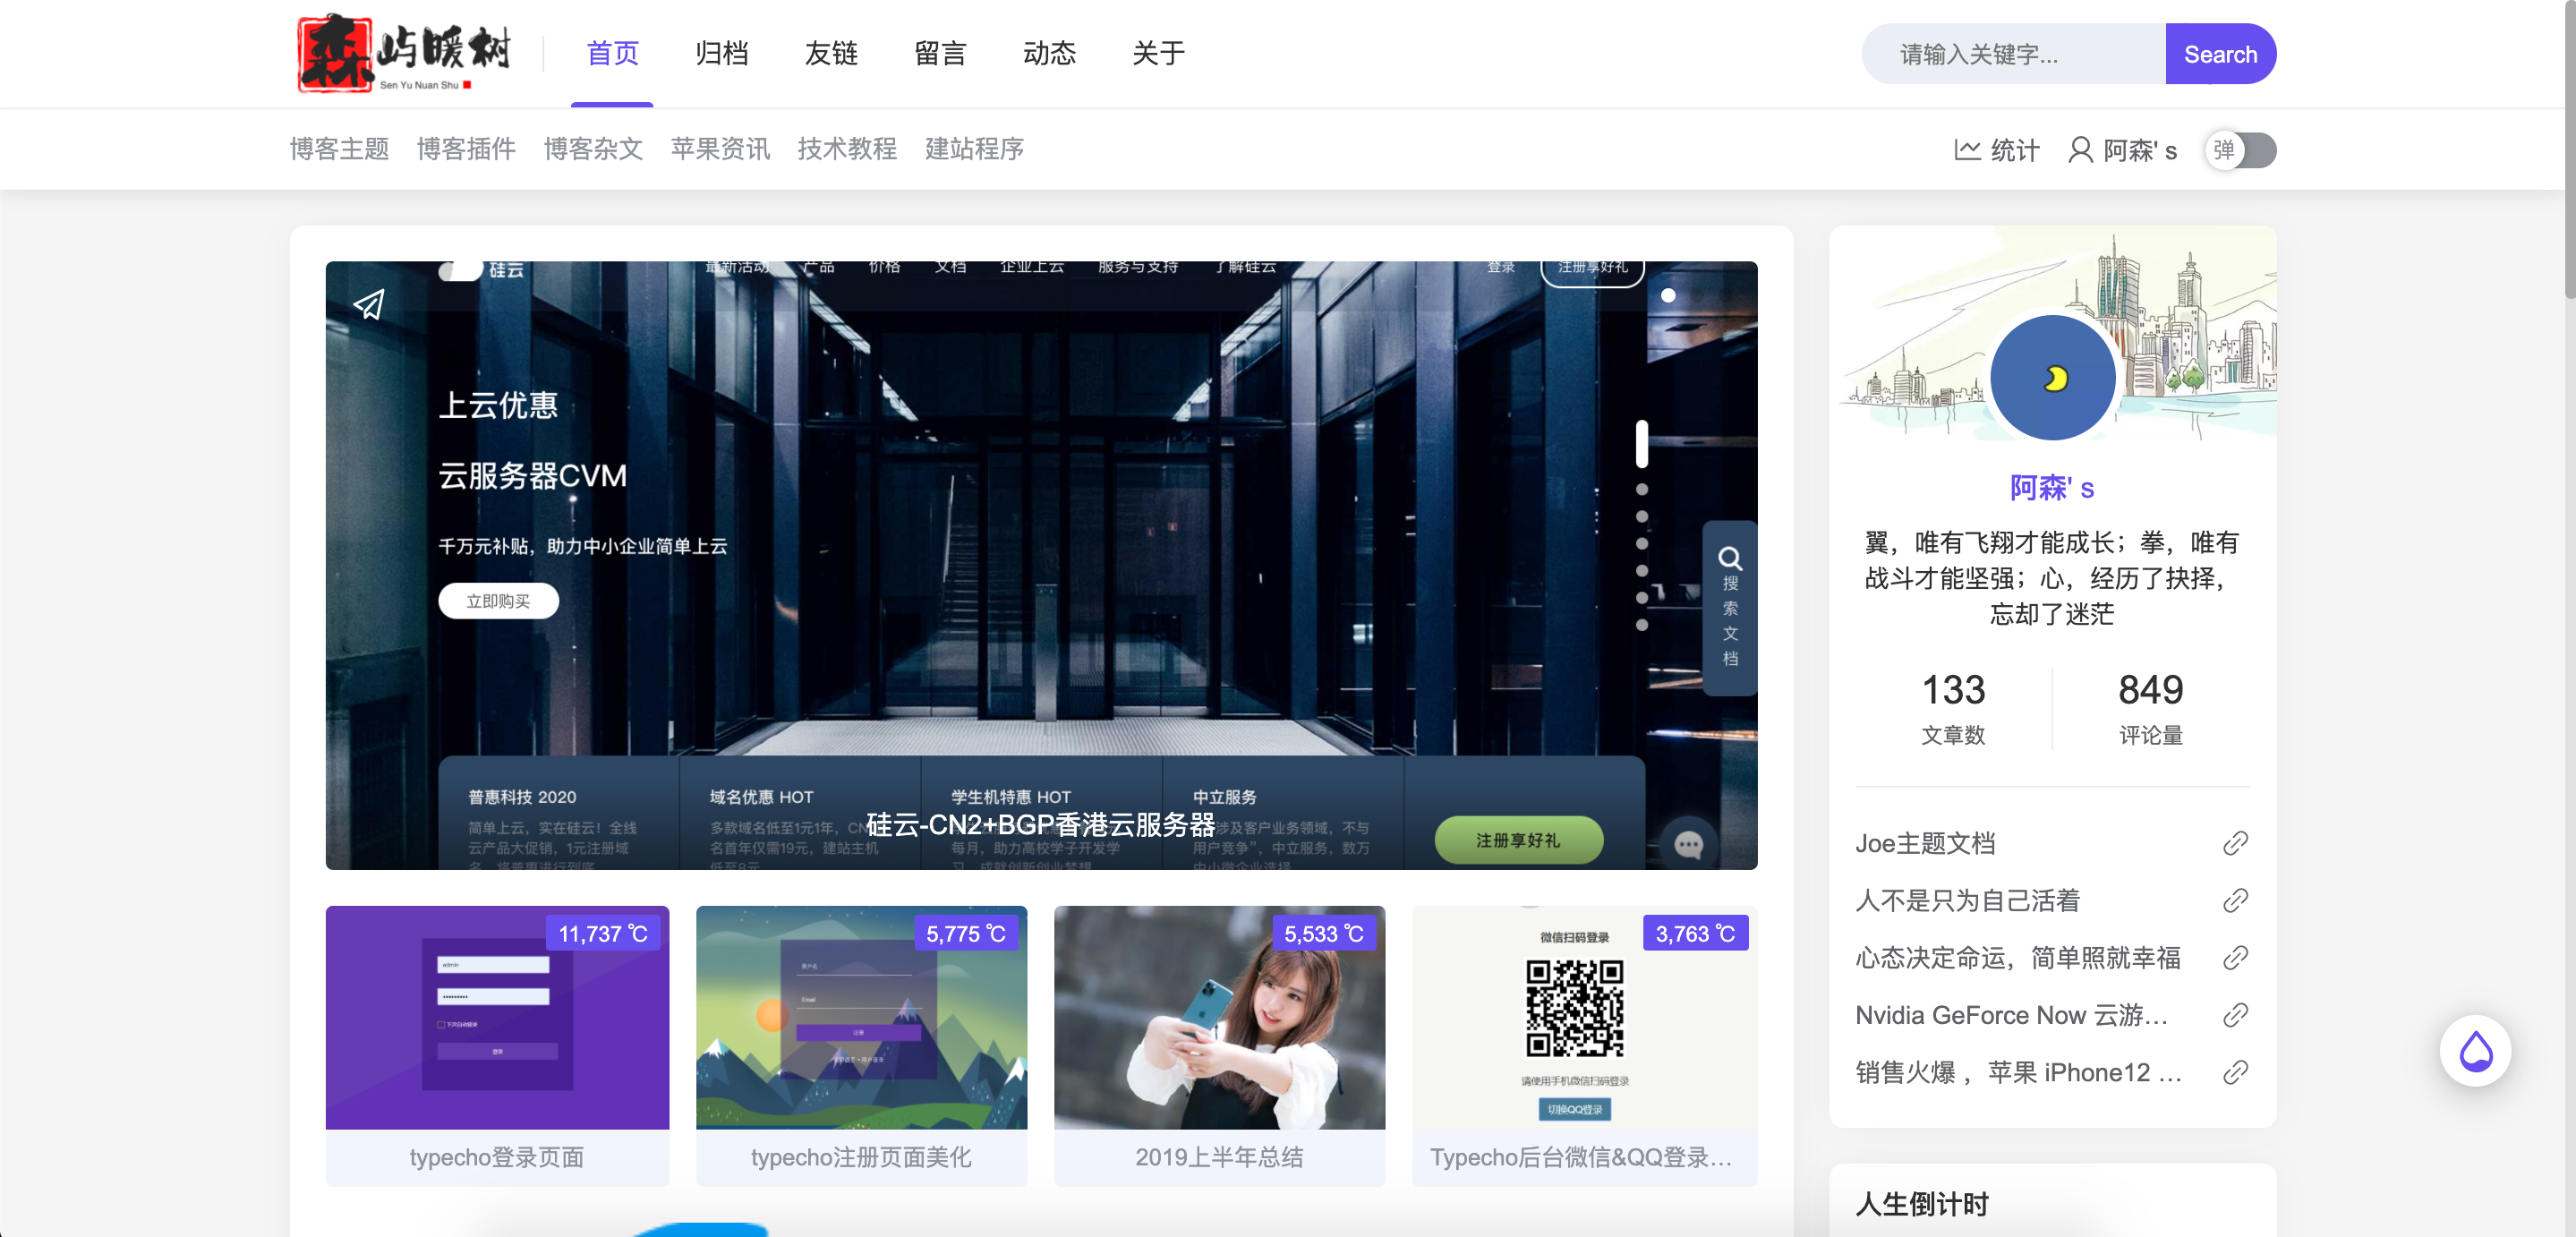 森屿暖树
Sen Yu Nuan Shu
首页
归档
友链
留言
动态
关于
请输入关键字...
Search
博客主题
博客插件
博客杂文
苹果资讯
技术教程
建站程序
统计
阿森' s
弹
硅云
最新活动
产品
价格
文档
企业上云
服务与支持
了解硅云
登录
注册享好礼
上云优惠
云服务器CVM
千万元补贴，助力中小企业简单上云
立即购买
搜索文档
普惠科技 2020
简单上云，实在硅云！全线
云产品大促销，1元注册域
名，将普惠进行到底
域名优惠 HOT
多款域名低至1元1年，CN
名首年仅需19元，建站主机
低至8元
学生机特惠 HOT
每月，助力高校学子开发学
习，成就创新创业梦想
中立服务
涉及客户业务领域，不与
用户竞争”，中立服务，数万
中小微企业选择
注册享好礼
硅云-CN2+BGP香港云服务器
11,737 ℃
admin
下次自动登录
登录
typecho登录页面
5,775 ℃
用户名
Email
注册
typecho注册页面美化
5,533 ℃
2019上半年总结
3,763 ℃
微信扫码登录
请使用手机微信扫码登录
切换QQ登录
Typecho后台微信&QQ登录...
阿森' s
翼，唯有飞翔才能成长；拳，唯有
战斗才能坚强；心，经历了抉择，
忘却了迷茫
133
文章数
849
评论量
Joe主题文档
人不是只为自己活着
心态决定命运，简单照就幸福
Nvidia GeForce Now 云游...
销售火爆 ，苹果 iPhone12 ...
人生倒计时